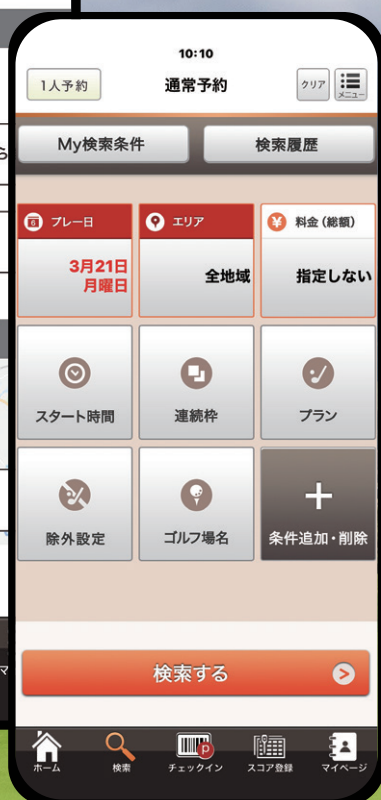 10:10
1人予約
通常予約
クリア
メニュー
My検索条件
検索履歴
6
プレー日
エリア
料金(総額)
3月21日
月曜日
全地域
指定しない
スタート時間
連続枠
プラン
除外設定
ゴルフ場名
条件追加・削除
検索する
ホーム
検索
P
チェックイン
スコア登録
マイページ
ら
マ